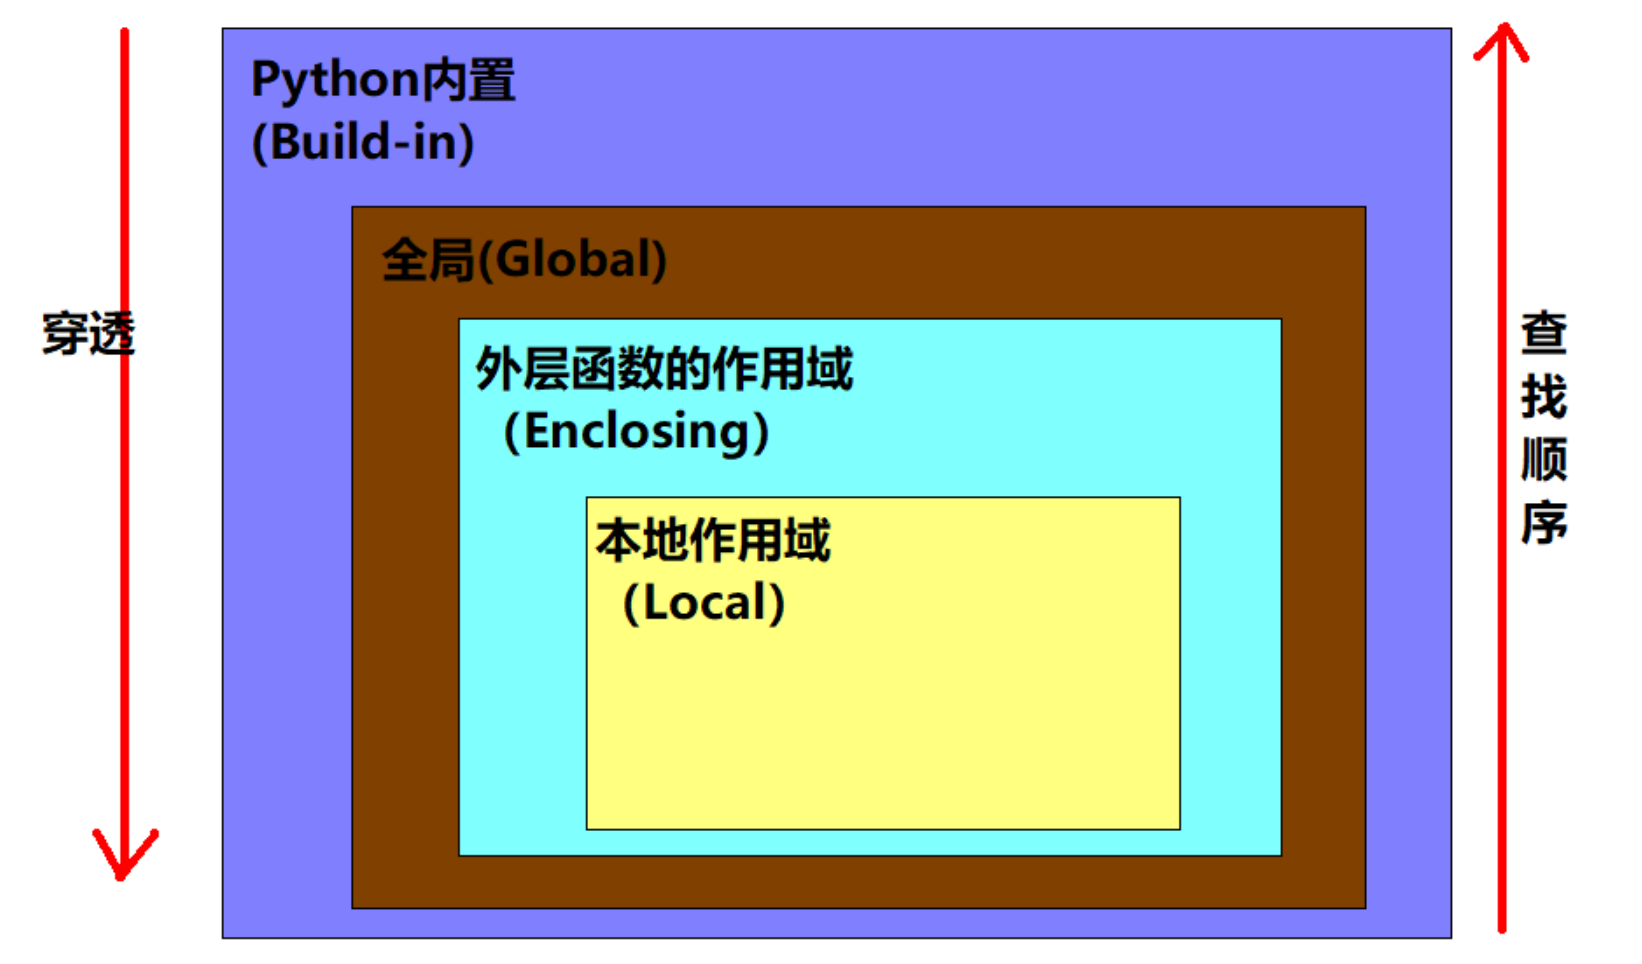 Python内置
(Build-in)
全局(Global)
穿透
外层函数的作用域
（Enclosing）
本地作用域
（Local）
查
找
顺
序